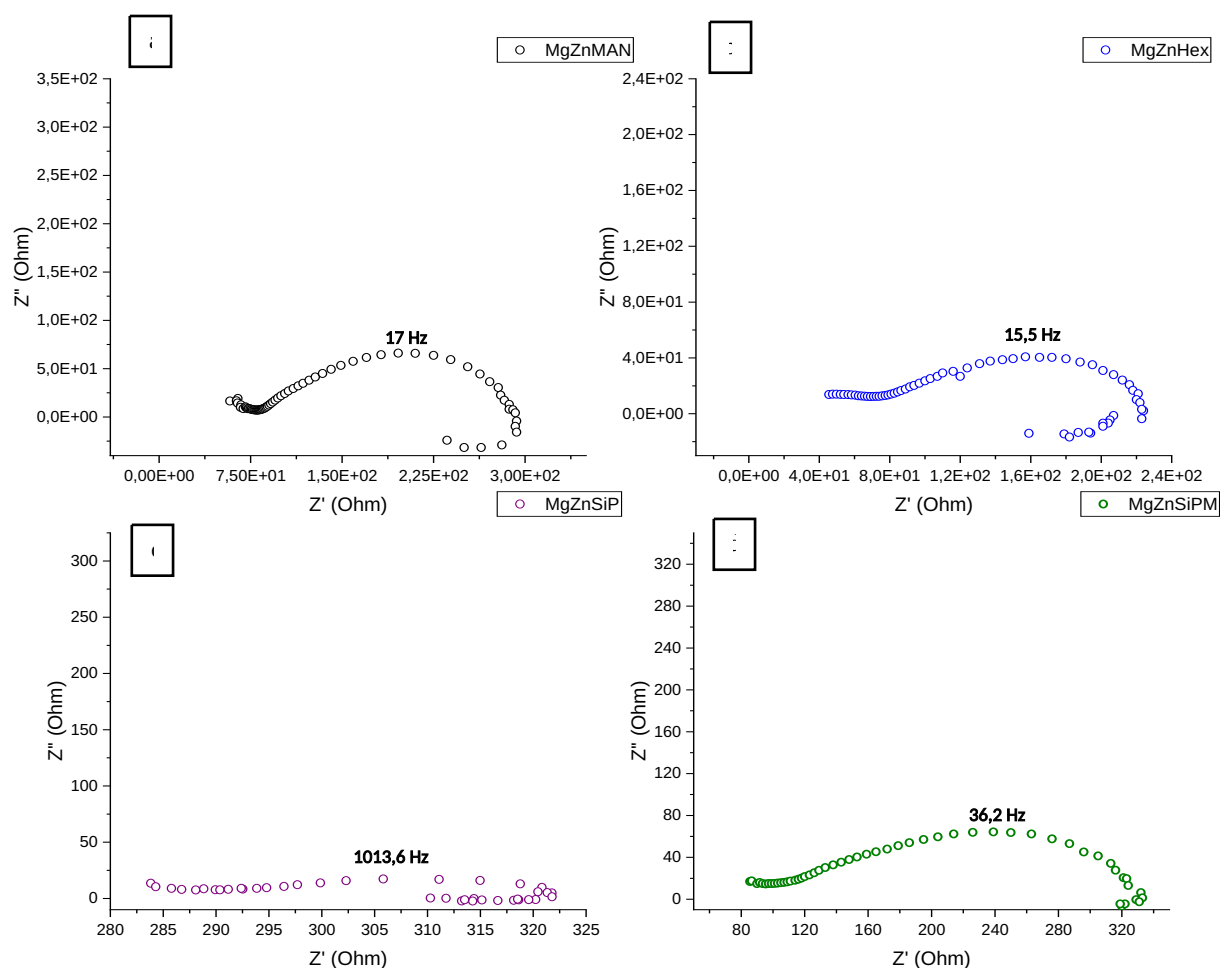 MgZnMAN
3,5E+02
3,0E+02
2,5E+02
2,0E+02
1,5E+02
1,0E+02
5,0E+01
0,0E+00
Z" (Ohm)
17 Hz
0,00E+00 7,50E+01 1,50E+02 2,25E+02 3,00E+02
Z' (Ohm)
MgZnHex
2,4E+02
2,0E+02
1,6E+02
1,2E+02
8,0E+01
4,0E+01
0,0E+00
Z" (Ohm)
15,5 Hz
0,0E+00 4,0E+01 8,0E+01 1,2E+02 1,6E+02 2,0E+02 2,4E+02
Z' (Ohm)
MgZnSiP
300
250
200
150
100
50
0
Z" (Ohm)
1013,6 Hz
280 285 290 295 300 305 310 315 320 325
Z' (Ohm)
MgZnSiPM
320
280
240
200
160
120
80
40
0
Z" (Ohm)
36,2 Hz
80 120 160 200 240 280 320
Z' (Ohm)